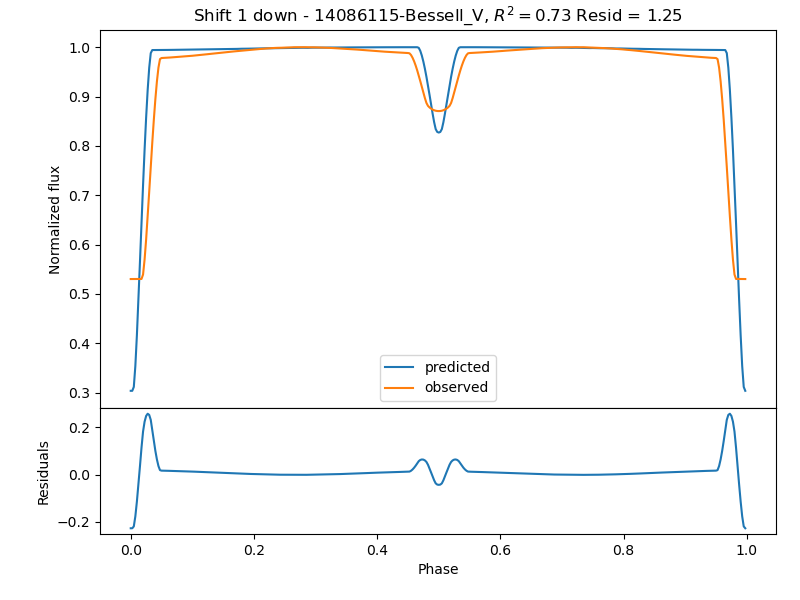 Shift 1 down - 14086115-Bessell_V, R² = 0.73 Resid = 1.25
Normalized flux
1.0
0.9
0.8
0.7
0.6
0.5
0.4
0.3
predicted
observed
Residuals
0.2
0.0
−0.2
0.0 0.2 0.4 0.6 0.8 1.0
Phase